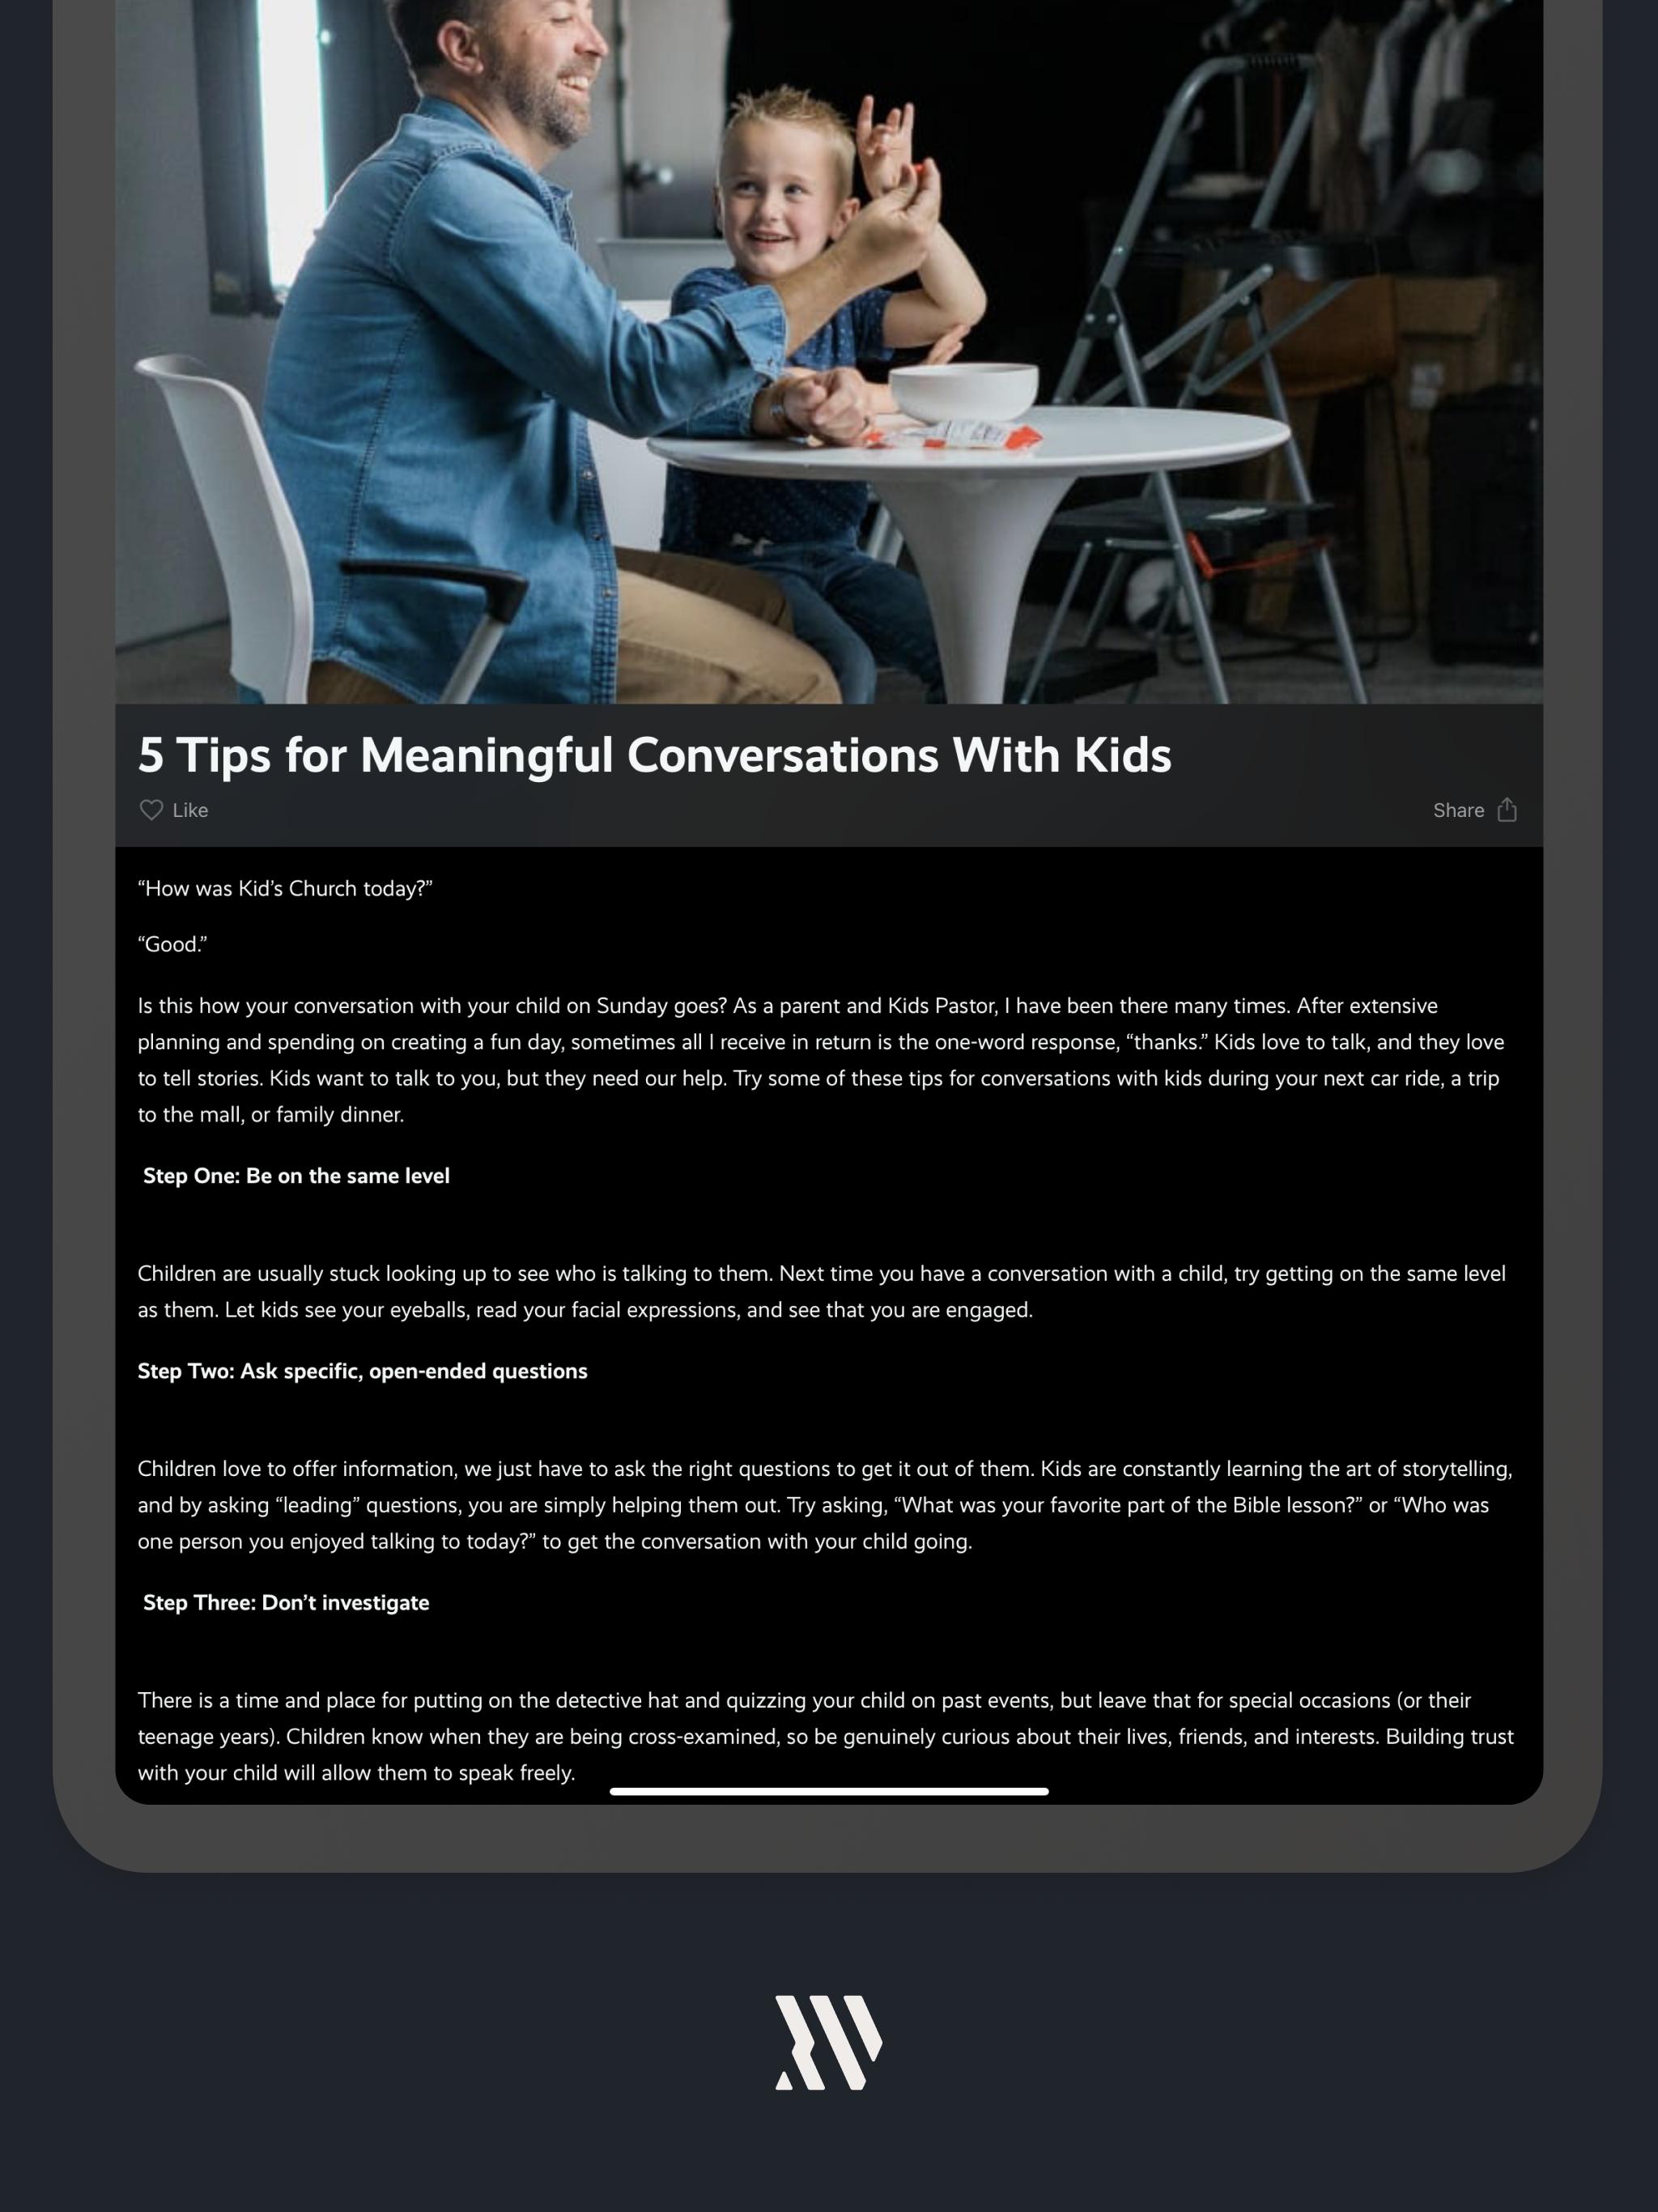 5 Tips for Meaningful Conversations With Kids
Like
Share
“How was Kid’s Church today?”
“Good.”
Is this how your conversation with your child on Sunday goes? As a parent and Kids Pastor, I have been there many times. After extensive
planning and spending on creating a fun day, sometimes all I receive in return is the one-word response, “thanks.” Kids love to talk, and they love
to tell stories. Kids want to talk to you, but they need our help. Try some of these tips for conversations with kids during your next car ride, a trip
to the mall, or family dinner.
Step One: Be on the same level
Children are usually stuck looking up to see who is talking to them. Next time you have a conversation with a child, try getting on the same level
as them. Let kids see your eyeballs, read your facial expressions, and see that you are engaged.
Step Two: Ask specific, open-ended questions
Children love to offer information, we just have to ask the right questions to get it out of them. Kids are constantly learning the art of storytelling,
and by asking “leading” questions, you are simply helping them out. Try asking, “What was your favorite part of the Bible lesson?” or “Who was
one person you enjoyed talking to today?” to get the conversation with your child going.
Step Three: Don’t investigate
There is a time and place for putting on the detective hat and quizzing your child on past events, but leave that for special occasions (or their
teenage years). Children know when they are being cross-examined, so be genuinely curious about their lives, friends, and interests. Building trust
with your child will allow them to speak freely.